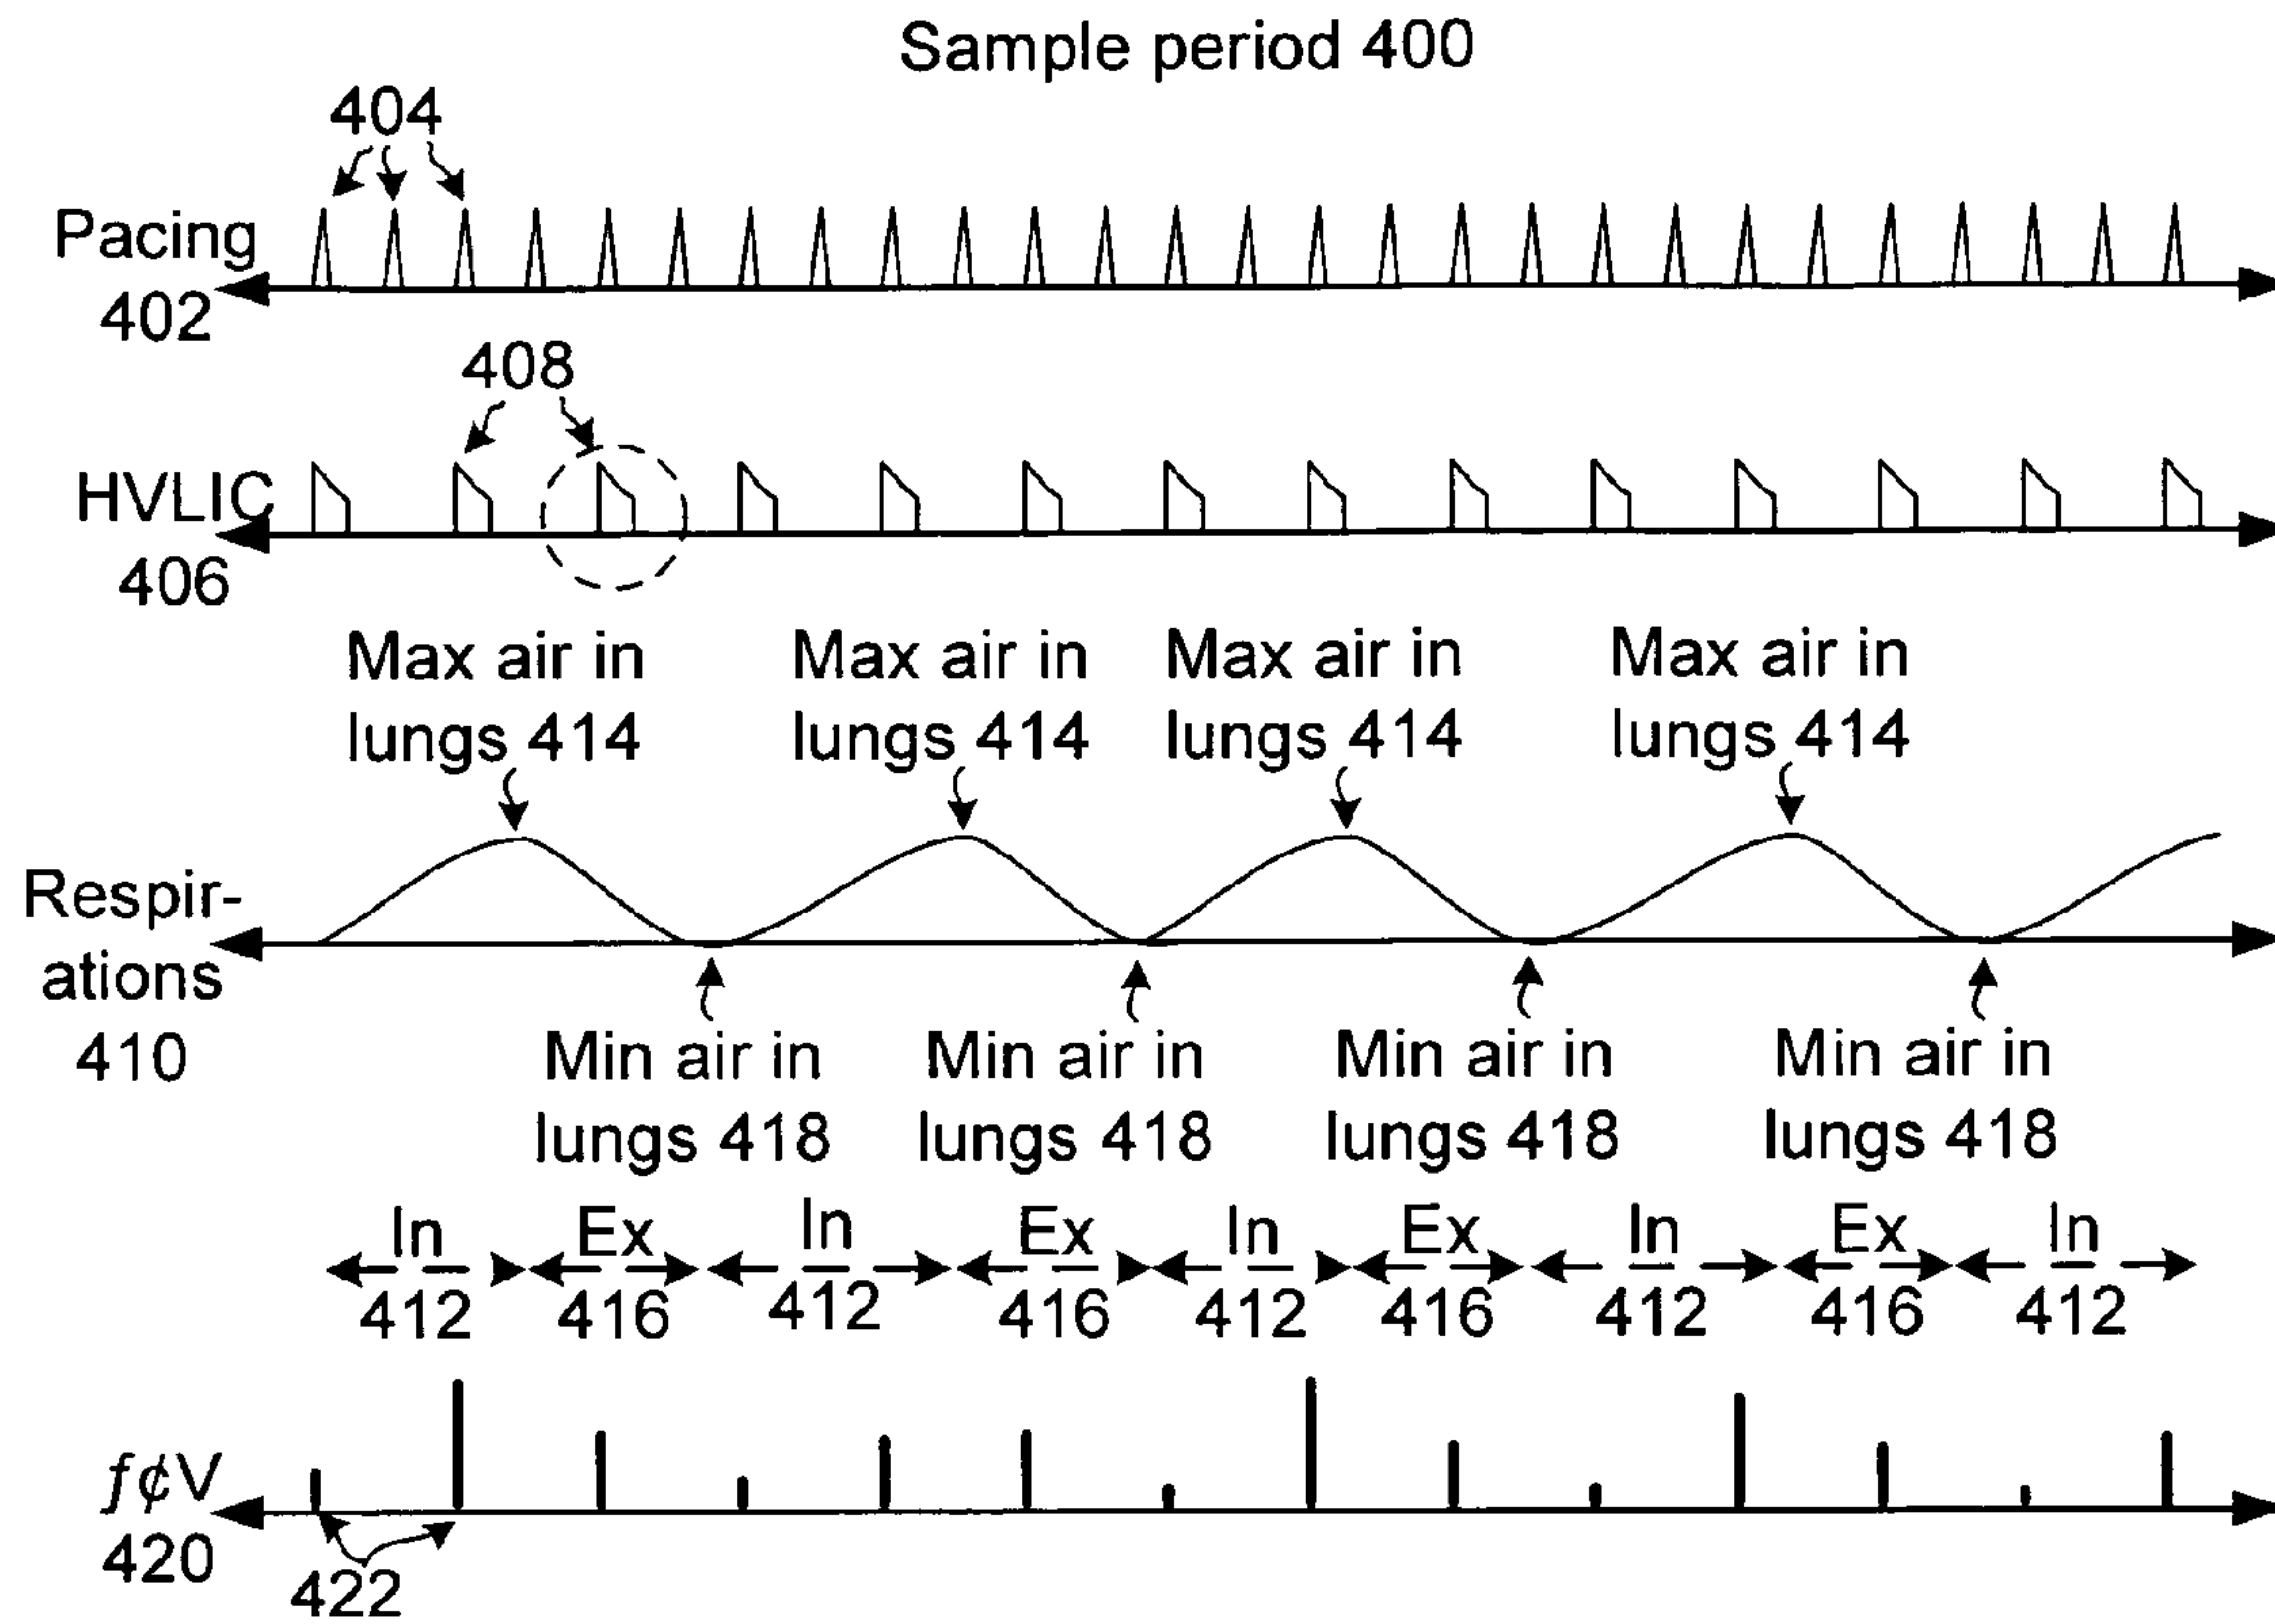 Sample period 400
404
Pacing
402
408
HVLIC
406
Max air in
lungs 414
Max air in
lungs 414
Max air in
lungs 414
Max air in
lungs 414
Respir-
ations
410
Min air in
lungs 418
Min air in
lungs 418
Min air in
lungs 418
Min air in
lungs 418
In
412
Ex
416
In
412
Ex
416
In
412
Ex
416
In
412
Ex
416
In
412
ƒ¢V
420
422